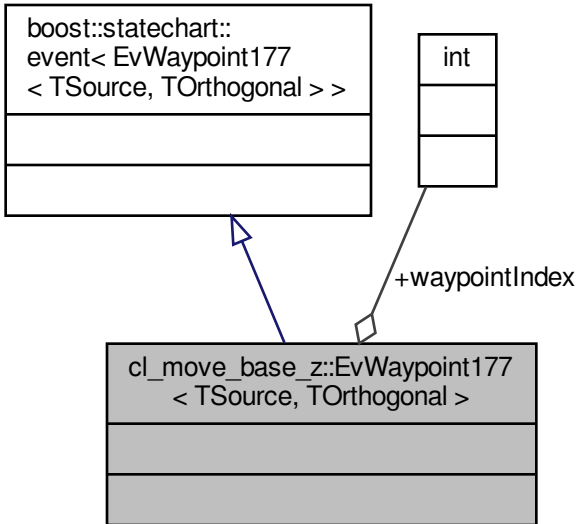 boost::statechart::
event< EvWaypoint177
< TSource, TOrthogonal > >
int
+waypointIndex
cl_move_base_z::EvWaypoint177
< TSource, TOrthogonal >